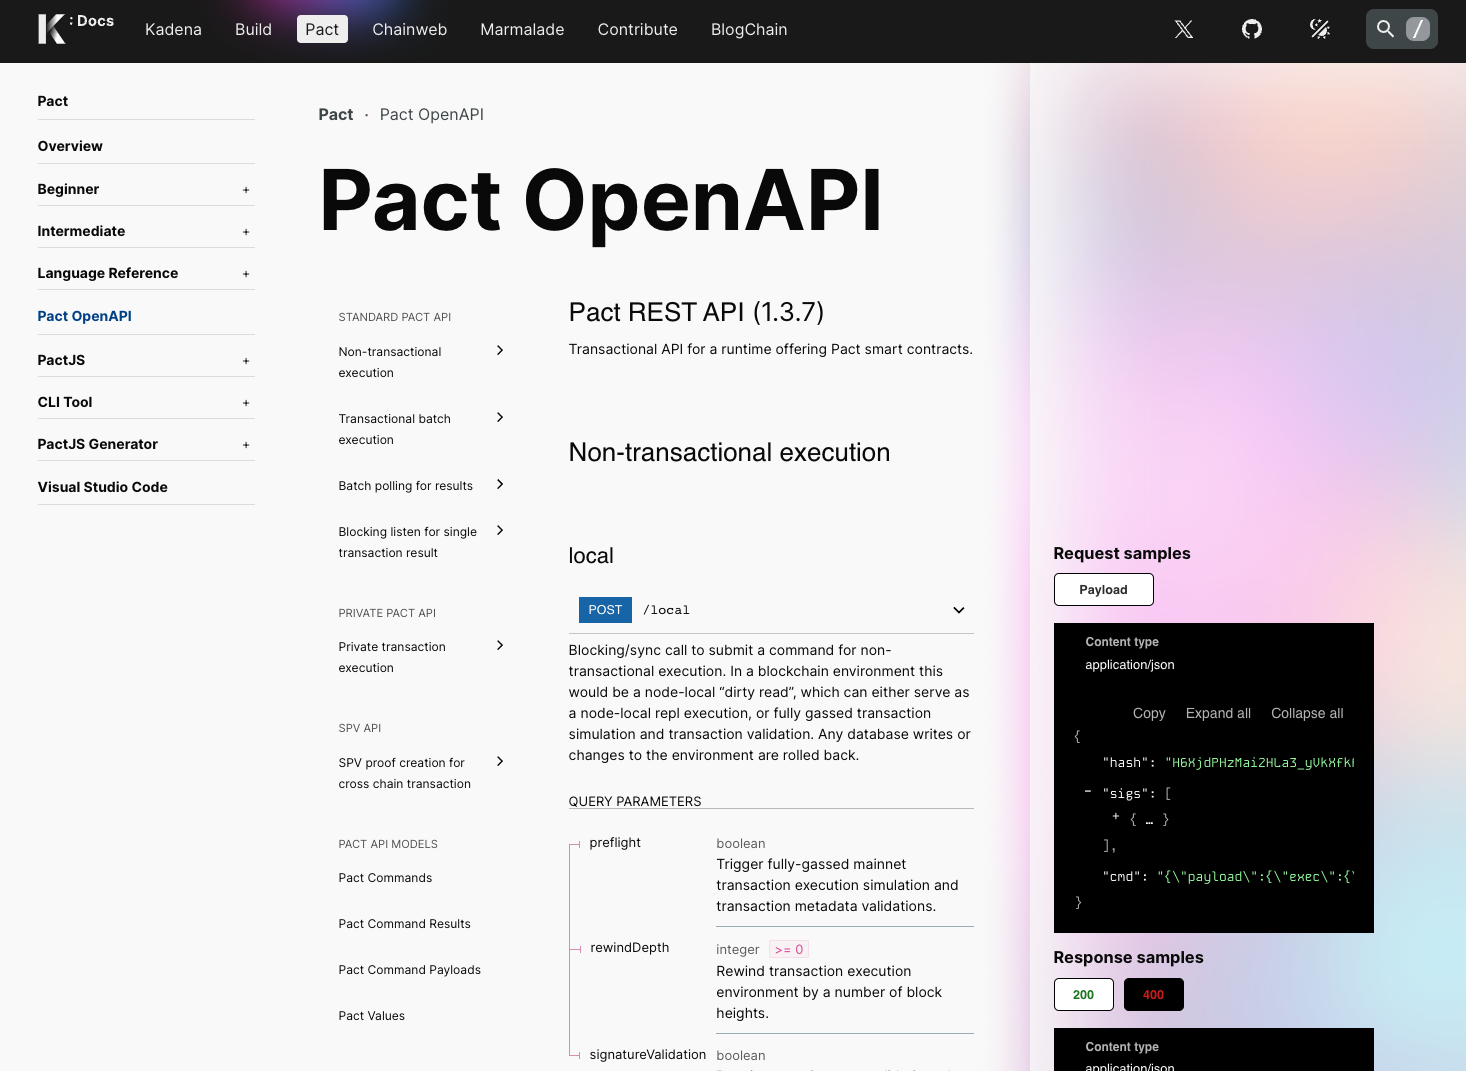 K : Docs
Kadena
Build
Pact
Chainweb
Marmalade
Contribute
BlogChain
/
Pact
Overview
Beginner +
Intermediate +
Language Reference +
Pact OpenAPI
PactJS +
CLI Tool +
PactJS Generator +
Visual Studio Code
Pact · Pact OpenAPI
Pact OpenAPI
STANDARD PACT API
Non-transactional
execution
Transactional batch
execution
Batch polling for results
Blocking listen for single
transaction result
PRIVATE PACT API
Private transaction
execution
SPV API
SPV proof creation for
cross chain transaction
PACT API MODELS
Pact Commands
Pact Command Results
Pact Command Payloads
Pact Values
Pact REST API (1.3.7)
Transactional API for a runtime offering Pact smart contracts.
Non-transactional execution
local
POST /local
Blocking/sync call to submit a command for non-
transactional execution. In a blockchain environment this
would be a node-local “dirty read”, which can either serve as
a node-local repl execution, or fully gassed transaction
simulation and transaction validation. Any database writes or
changes to the environment are rolled back.
QUERY PARAMETERS
preflight
boolean
Trigger fully-gassed mainnet
transaction execution simulation and
transaction metadata validations.
rewindDepth
integer >= 0
Rewind transaction execution
environment by a number of block
heights.
signatureValidation
boolean
Request samples
Payload
Content type
application/json
Copy Expand all Collapse all
{
"hash":
- "sigs": [
+ { … }
],
"cmd": "{\"payload\":{\"exec\":{
}
Response samples
200
400
Content type
application/json